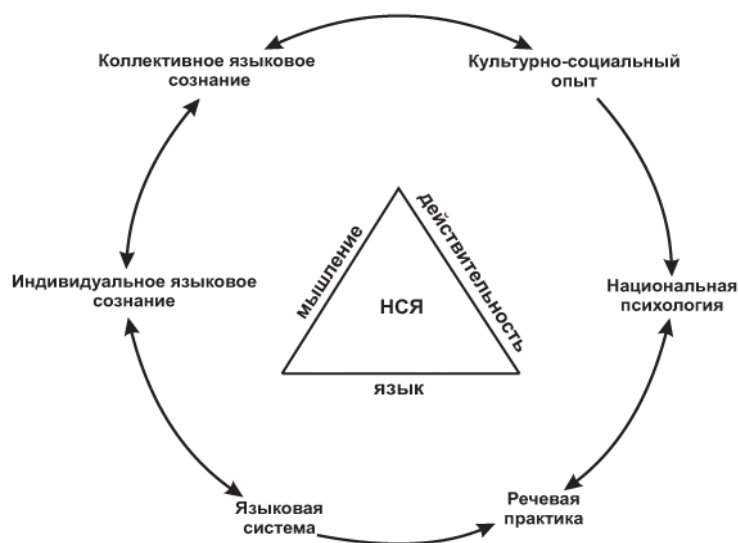 Коллективное языковое
сознание
Культурно-социальный
опыт
мышление
действительность
Индивидуальное языковое
сознание
НСЯ
Национальная
психология
язык
Языковая
система
Речевая
практика